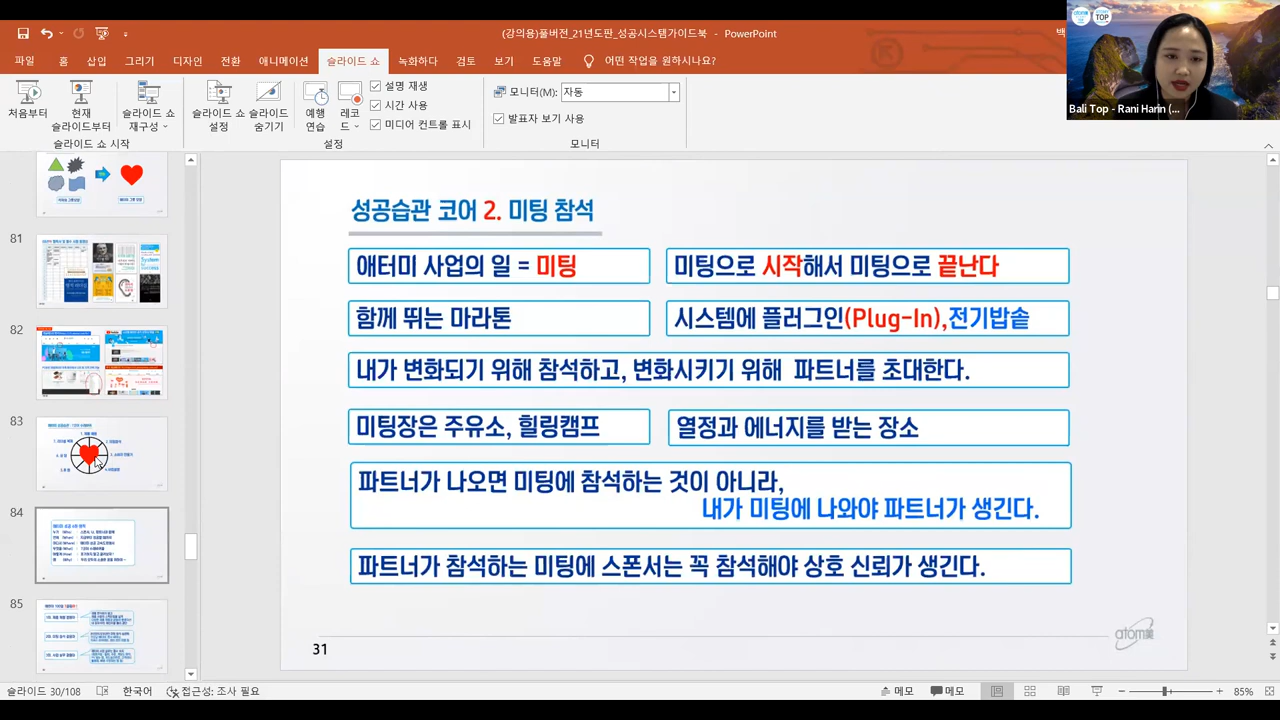 (강의용)풀버전_21년도판_성공시스템가이드북 - PowerPoint
파일 홈 삽입 그리기 디자인 전환 애니메이션 슬라이드 쇼 녹화하다 검토 보기 도움말 어떤 작업을 원하시나요?
처음부터
현재 슬라이드부터
슬라이드 쇼 재구성
슬라이드 쇼 설정
슬라이드 숨기기
예행 연습
레코드
설명 재생
시간 사용
미디어 컨트롤 표시
모니터(M): 자동
발표자 보기 사용
슬라이드 쇼 시작 설정 모니터
Bali Top - Rani Harin (...
TOP
81
82
83
84
85
성공습관 코어 2. 미팅 참석
애터미 사업의 일 = 미팅
미팅으로 시작해서 미팅으로 끝난다
함께 뛰는 마라톤
시스템에 플러그인(Plug-In),전기밥솥
내가 변화되기 위해 참석하고, 변화시키기 위해 파트너를 초대한다.
미팅장은 주유소, 힐링캠프
열정과 에너지를 받는 장소
파트너가 나오면 미팅에 참석하는 것이 아니라,
내가 미팅에 나와야 파트너가 생긴다.
파트너가 참석하는 미팅에 스폰서는 꼭 참석해야 상호 신뢰가 생긴다.
31
atom美
슬라이드 30/108 한국어 접근성: 조사 필요 메모 메모 85%